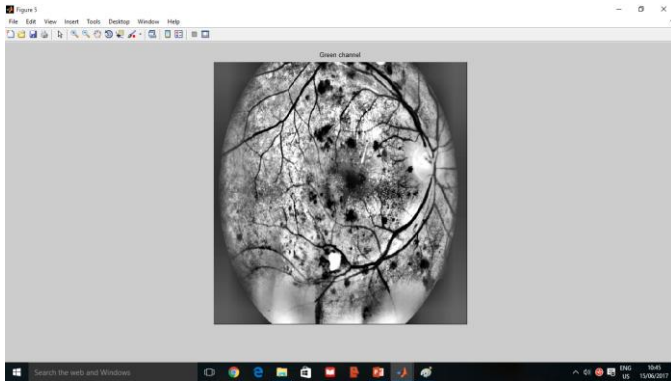 Figure 5
File Edit View Insert Tools Desktop Window Help
Green channel
Search the web and Windows
ENG 10:45
US 15/06/2017